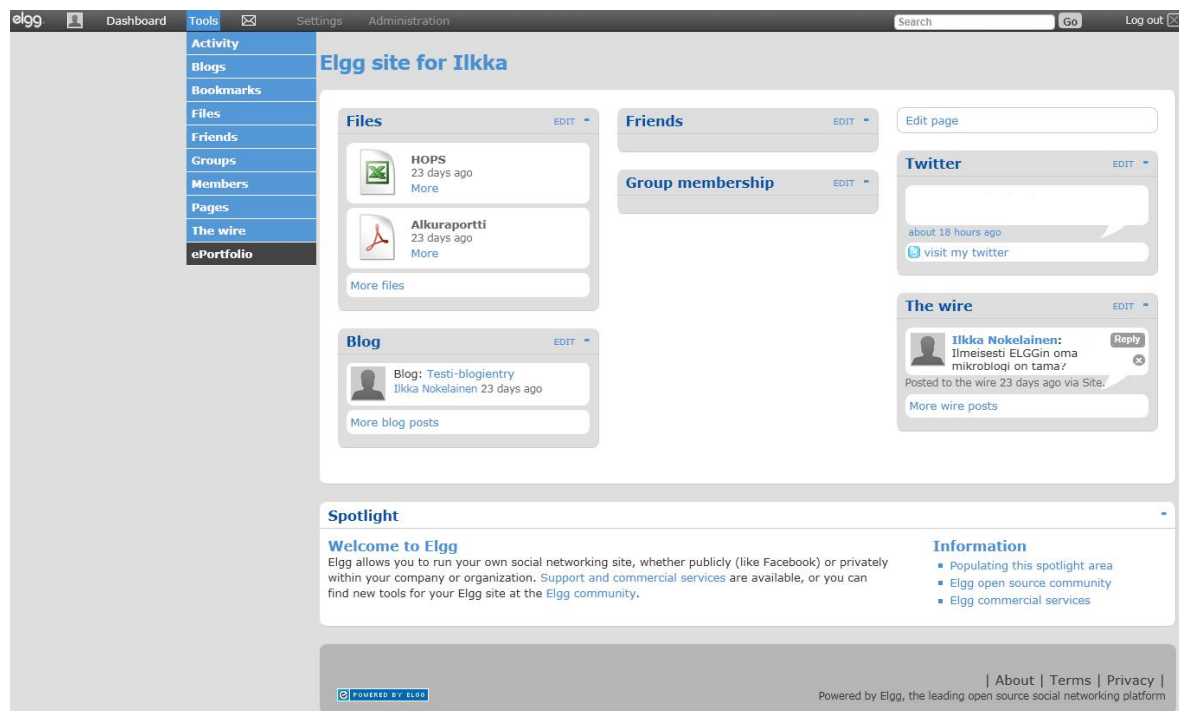 elgg. Dashboard Tools Settings Administration Search Go Log out
Activity
Blogs
Bookmarks
Files
Friends
Groups
Members
Pages
The wire
ePortfolio
Elgg site for Ilkka
Files EDIT -
HOPS
23 days ago
More
Alkuraportti
23 days ago
More
More files
Blog EDIT -
Blog: Testi-blogientry
Ilkka Nokelainen 23 days ago
More blog posts
Friends EDIT -
Group membership EDIT -
Edit page
Twitter EDIT -
about 18 hours ago
visit my twitter
The wire EDIT -
Ilkka Nokelainen: Reply
Ilmeisesti ELGGin oma
mikroblogi on tama?
Posted to the wire 23 days ago via Site.
More wire posts
Spotlight -
Welcome to Elgg
Elgg allows you to run your own social networking site, whether publicly (like Facebook) or privately
within your company or organization. Support and commercial services are available, or you can
find new tools for your Elgg site at the Elgg community.
Information
Populating this spotlight area
Elgg open source community
Elgg commercial services
POWERED BY ELGG
| About | Terms | Privacy |
Powered by Elgg, the leading open source social networking platform